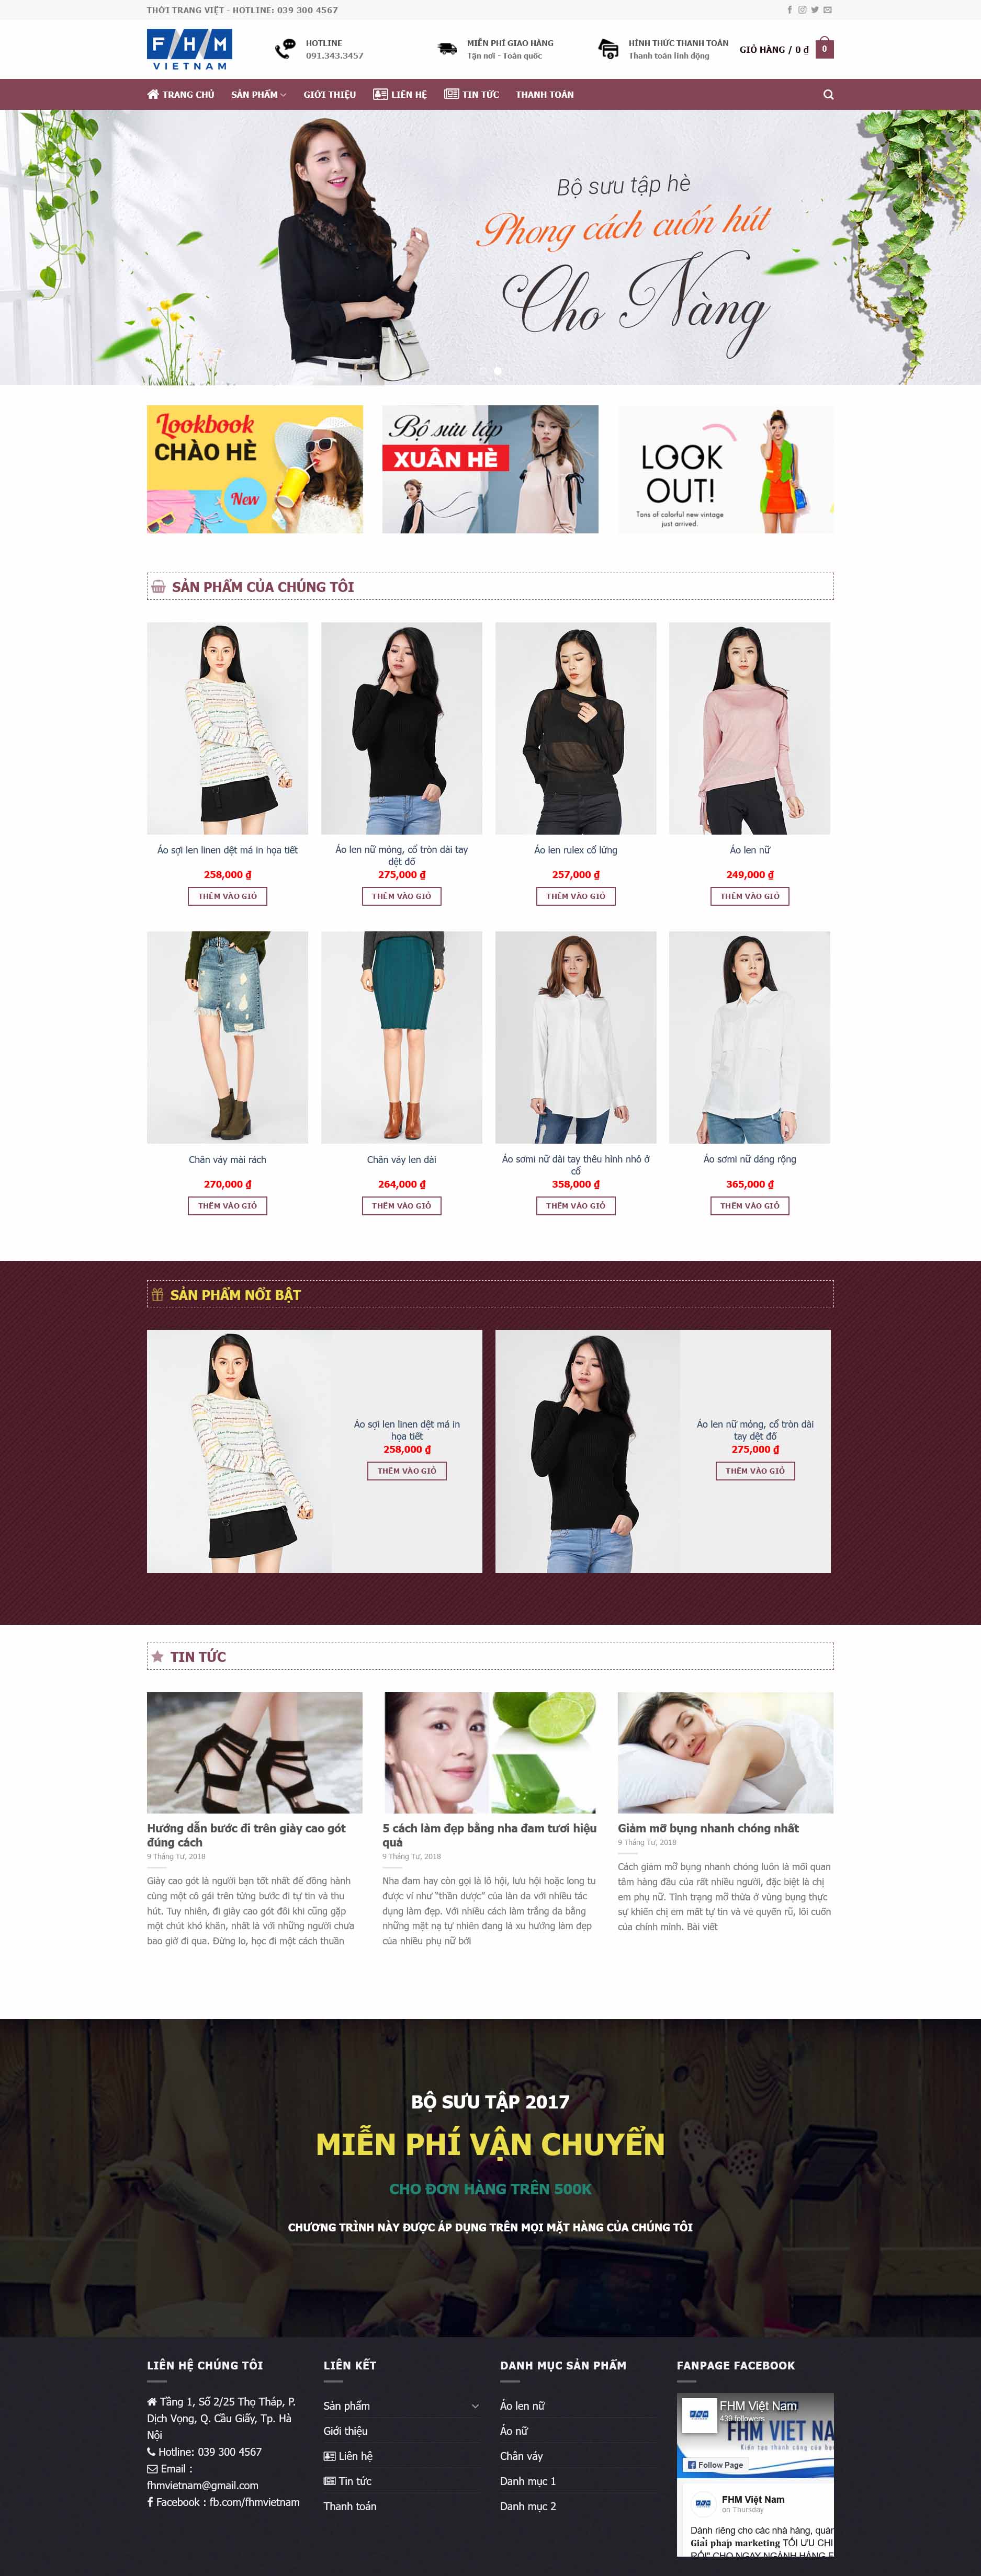 THỜI TRANG VIỆT - HOTLINE: 039 300 4567
FHM
VIETNAM
HOTLINE
091.343.3457
MIỄN PHÍ GIAO HÀNG
Tận nơi - Toàn quốc
HÌNH THỨC THANH TOÁN
Thanh toán linh động
GIỎ HÀNG / 0 ₫
0
TRANG CHỦ
SẢN PHẨM
GIỚI THIỆU
LIÊN HỆ
TIN TỨC
THANH TOÁN
Bộ sưu tập hè
Phong cách cuốn hút
Cho Nàng
Lookbook
CHÀO HÈ
New
Bộ sưu tập
XUÂN HÈ
LOOK
OUT!
Tons of colorful new vintage
just arrived.
SẢN PHẨM CỦA CHÚNG TÔI
Áo sợi len linen dệt má in họa tiết
258,000 ₫
THÊM VÀO GIỎ
Áo len nữ mỏng, cổ tròn dài tay
dệt đố
275,000 ₫
THÊM VÀO GIỎ
Áo len rulex cổ lửng
257,000 ₫
THÊM VÀO GIỎ
Áo len nữ
249,000 ₫
THÊM VÀO GIỎ
Chân váy mài rách
270,000 ₫
THÊM VÀO GIỎ
Chân váy len dài
264,000 ₫
THÊM VÀO GIỎ
Áo sơmi nữ dài tay thêu hình nhỏ ở
cổ
358,000 ₫
THÊM VÀO GIỎ
Áo sơmi nữ dáng rộng
365,000 ₫
THÊM VÀO GIỎ
SẢN PHẨM NỔI BẬT
Áo sợi len linen dệt má in
họa tiết
258,000 ₫
THÊM VÀO GIỎ
Áo len nữ mỏng, cổ tròn dài
tay dệt đố
275,000 ₫
THÊM VÀO GIỎ
TIN TỨC
Hướng dẫn bước đi trên giày cao gót
đúng cách
9 Tháng Tư, 2018
Giày cao gót là người bạn tốt nhất để đồng hành
cùng một cô gái trên từng bước đi tự tin và thu
hút. Tuy nhiên, đi giày cao gót đôi khi cũng gặp
một chút khó khăn, nhất là với những người chưa
bao giờ đi qua. Đừng lo, học đi một cách thuần
5 cách làm đẹp bằng nha đam tươi hiệu
quả
9 Tháng Tư, 2018
Nha đam hay còn gọi là lô hội, lưu hội hoặc long tu
được ví như “thần dược” của làn da với nhiều tác
dụng làm đẹp. Với nhiều cách làm trắng da bằng
những mặt nạ tự nhiên đang là xu hướng làm đẹp
của nhiều phụ nữ bởi
Giảm mỡ bụng nhanh chóng nhất
9 Tháng Tư, 2018
Cách giảm mỡ bụng nhanh chóng luôn là mối quan
tâm hàng đầu của rất nhiều người, đặc biệt là chị
em phụ nữ. Tình trạng mỡ thừa ở vùng bụng thực
sự khiến chị em mất tự tin và vẻ quyến rũ, lôi cuốn
của chính mình. Bài viết
BỘ SƯU TẬP 2017
MIỄN PHÍ VẬN CHUYỂN
CHO ĐƠN HÀNG TRÊN 500K
CHƯƠNG TRÌNH NÀY ĐƯỢC ÁP DỤNG TRÊN MỌI MẶT HÀNG CỦA CHÚNG TÔI
LIÊN HỆ CHÚNG TÔI
Tầng 1, Số 2/25 Thọ Tháp, P.
Dịch Vọng, Q. Cầu Giấy, Tp. Hà
Nội
Hotline: 039 300 4567
Email :
fhmvietnam@gmail.com
Facebook : fb.com/fhmvietnam
LIÊN KẾT
Sản phẩm
Giới thiệu
Liên hệ
Tin tức
Thanh toán
DANH MỤC SẢN PHẨM
Áo len nữ
Áo nữ
Chân váy
Danh mục 1
Danh mục 2
FANPAGE FACEBOOK
FHM Việt Nam
439 followers
FHM VIET NA
Kiến tạo thành công của bạn
Follow Page
FHM Việt Nam
on Thursday
Dành riêng cho các nhà hàng, quán
Giải pháp marketing TỐI ƯU CHI